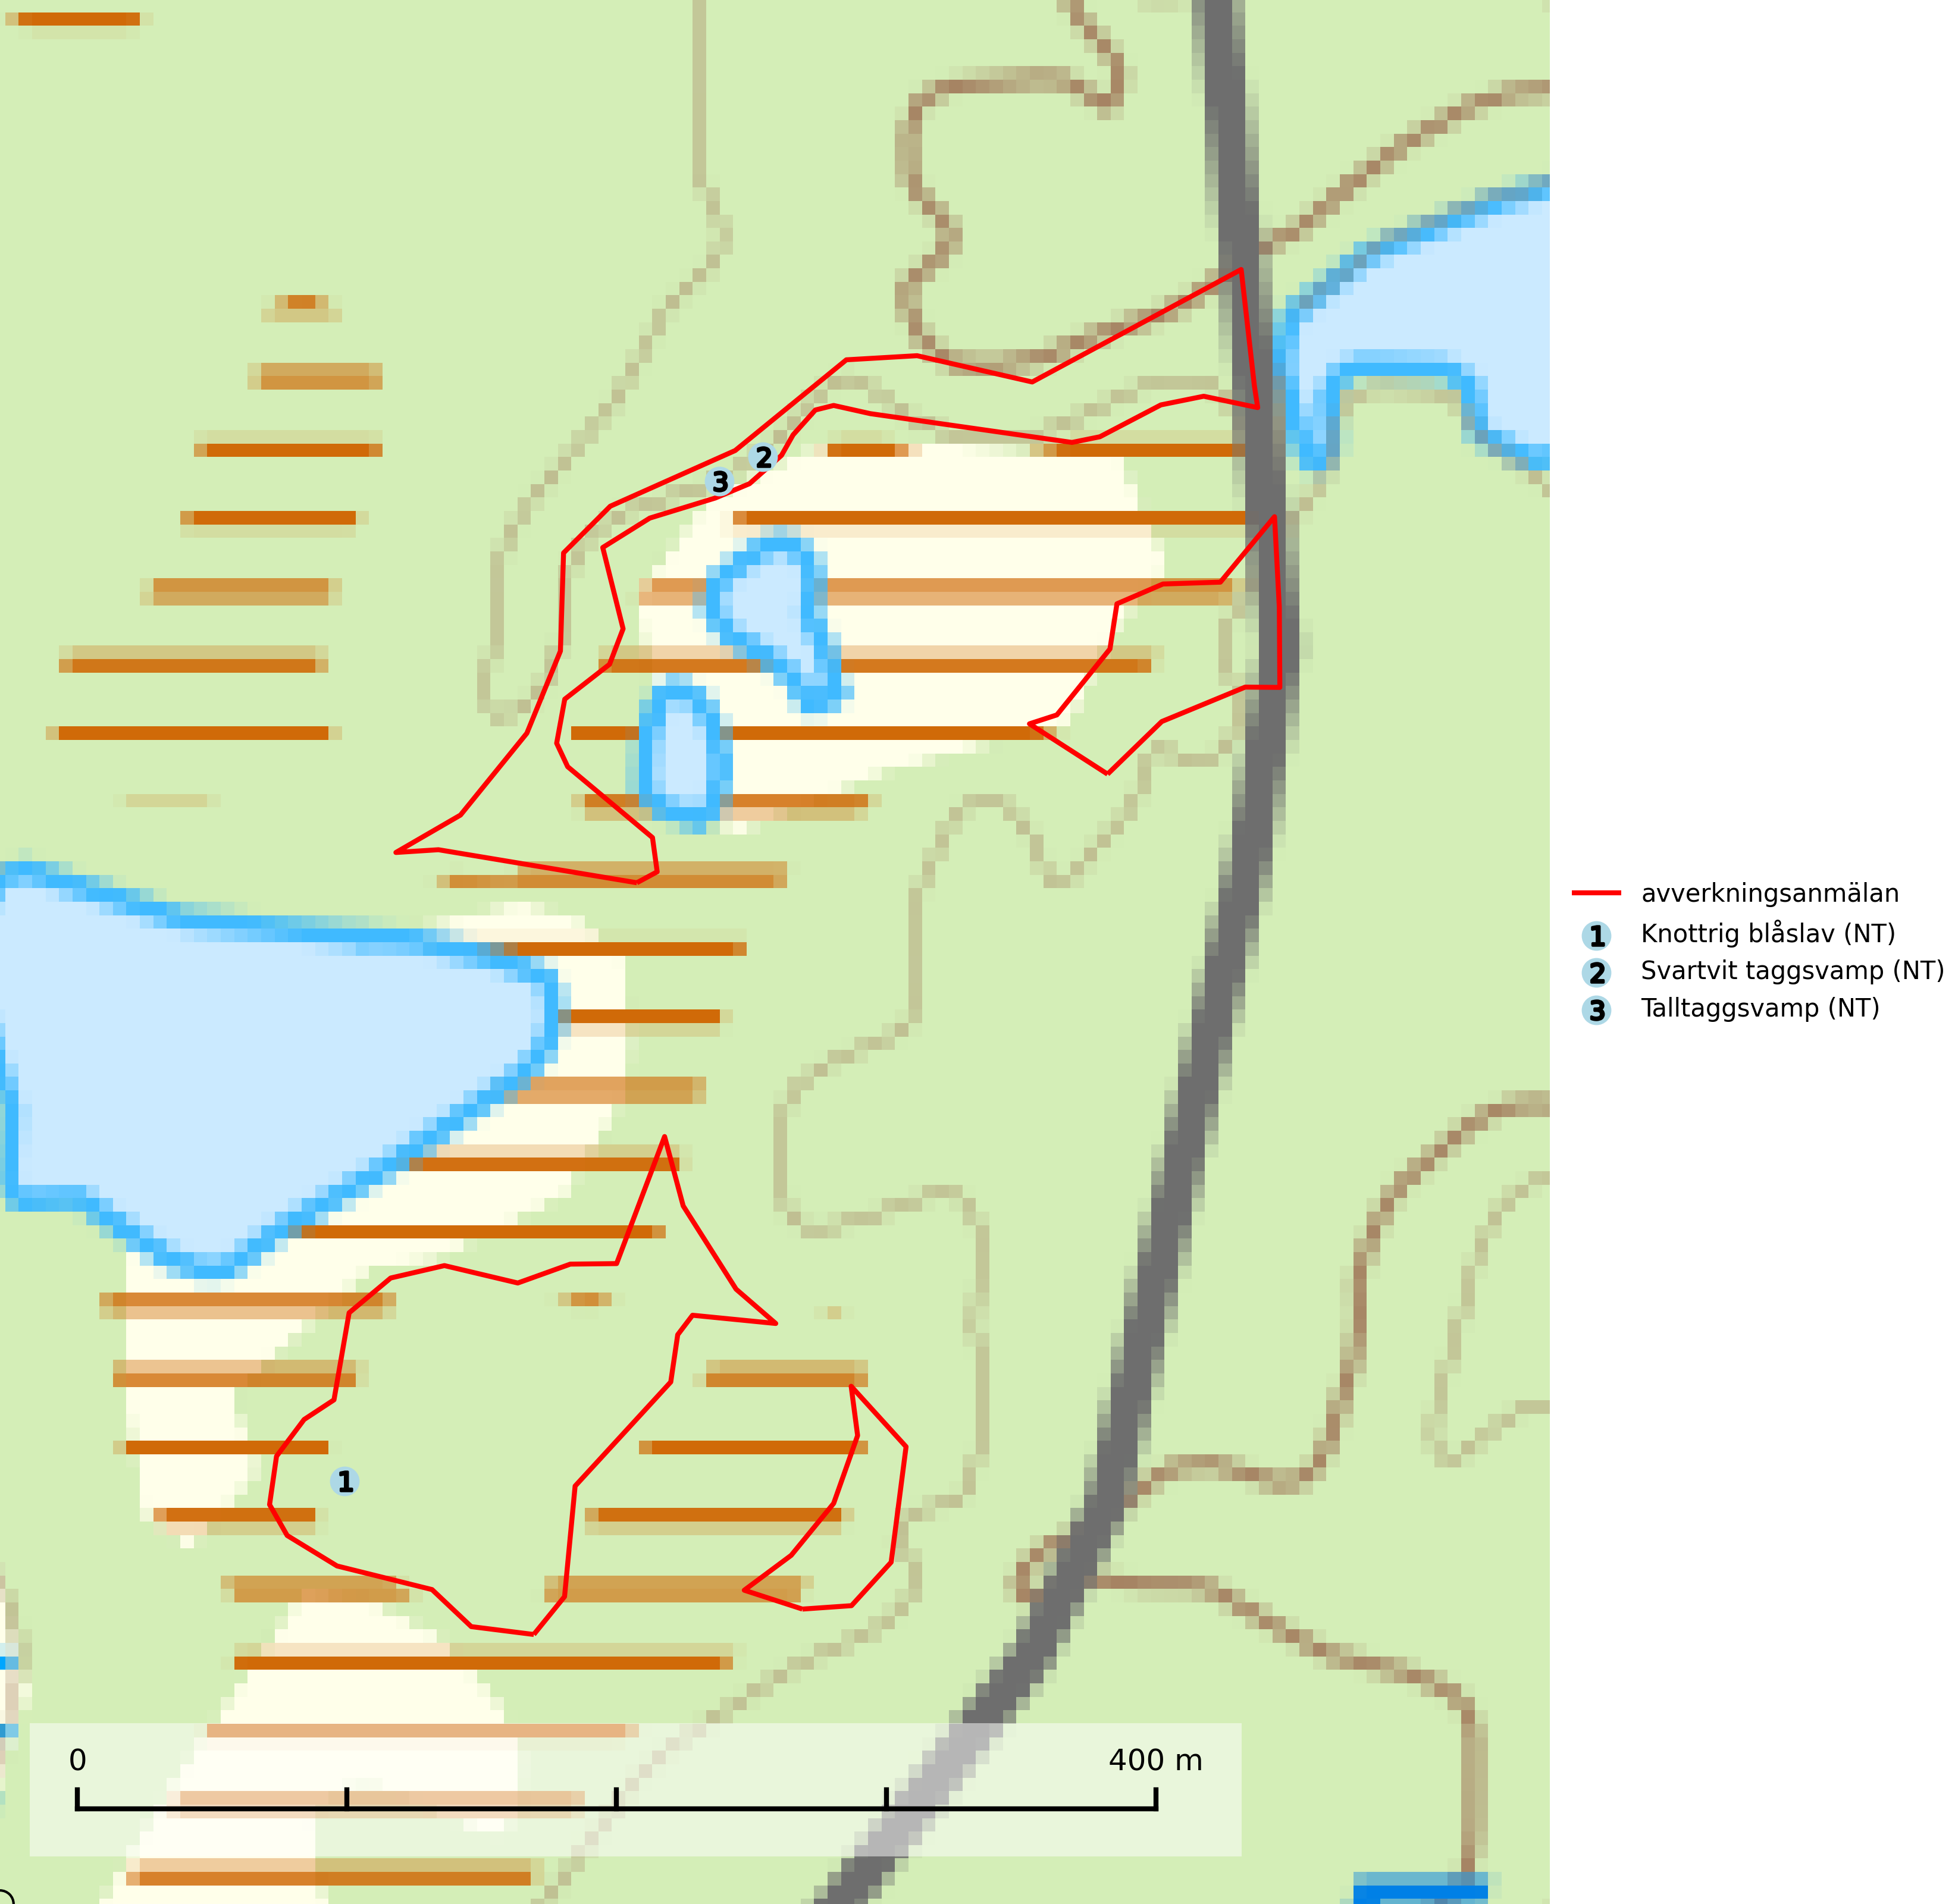 2
3
avverkningsanmälan
1 Knottrig blåslav (NT)
2 Svartvit taggsvamp (NT)
3 Talltaggsvamp (NT)
1
0 400 m